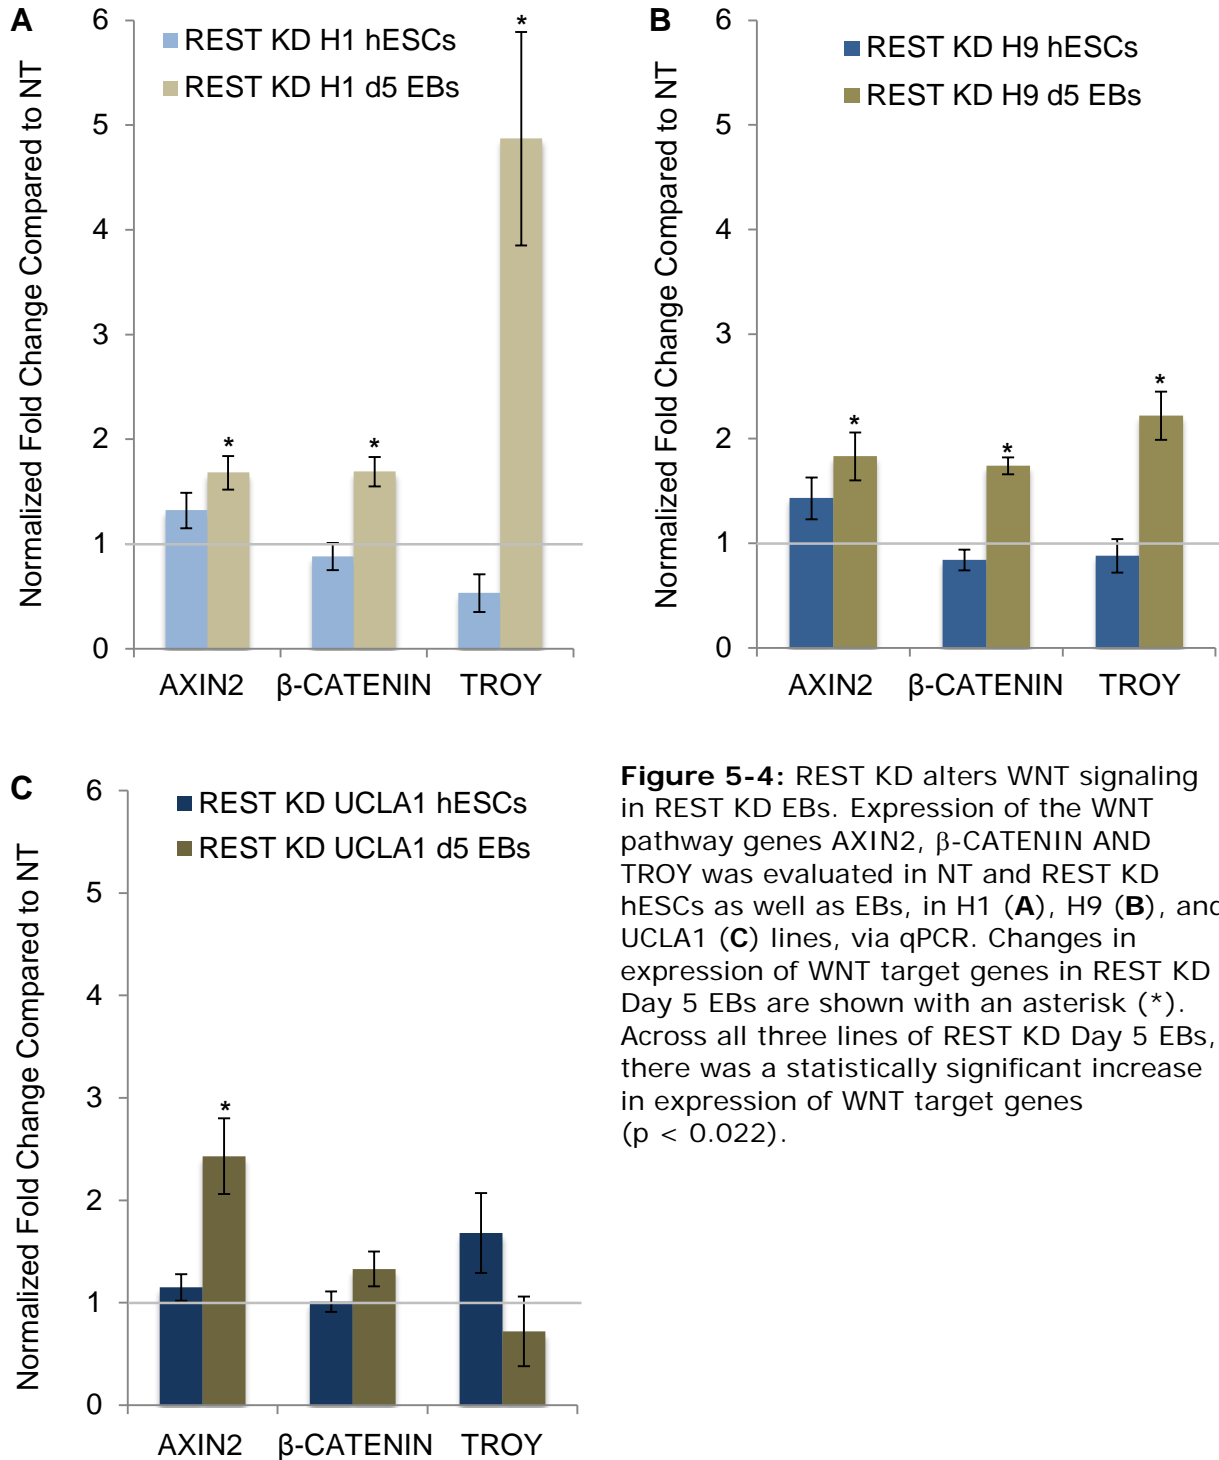 A
Normalized Fold Change Compared to NT
6
5
4
3
2
1
0
REST KD H1 hESCs
REST KD H1 d5 EBs
*
*
*
AXIN2
β-CATENIN
TROY
B
Normalized Fold Change Compared to NT
6
5
4
3
2
1
0
REST KD H9 hESCs
REST KD H9 d5 EBs
*
*
*
AXIN2
β-CATENIN
TROY
C
Normalized Fold Change Compared to NT
6
5
4
3
2
1
0
REST KD UCLA1 hESCs
REST KD UCLA1 d5 EBs
*
AXIN2
β-CATENIN
TROY
Figure 5-4: REST KD alters WNT signaling
in REST KD EBs. Expression of the WNT
pathway genes AXIN2, β-CATENIN AND
TROY was evaluated in NT and REST KD
hESCs as well as EBs, in H1 (A), H9 (B), and
UCLA1 (C) lines, via qPCR. Changes in
expression of WNT target genes in REST KD
Day 5 EBs are shown with an asterisk (*).
Across all three lines of REST KD Day 5 EBs,
there was a statistically significant increase
in expression of WNT target genes
(p < 0.022).